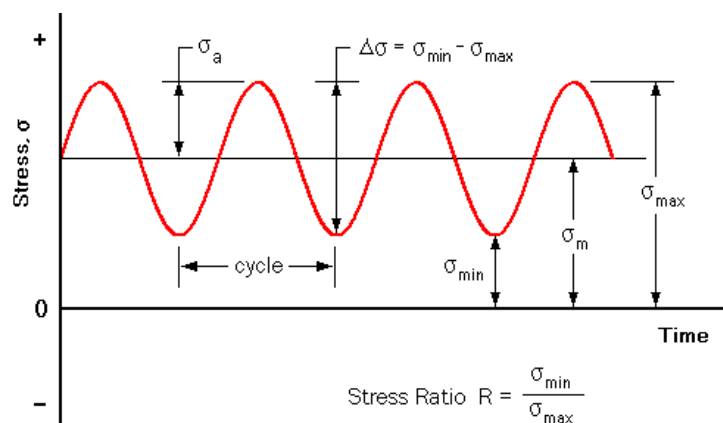 +
σa
Δσ = σmin - σmax
Stress, σ
σmax
σm
cycle
σmin
0
Time
Stress Ratio R = σmin / σmax
–